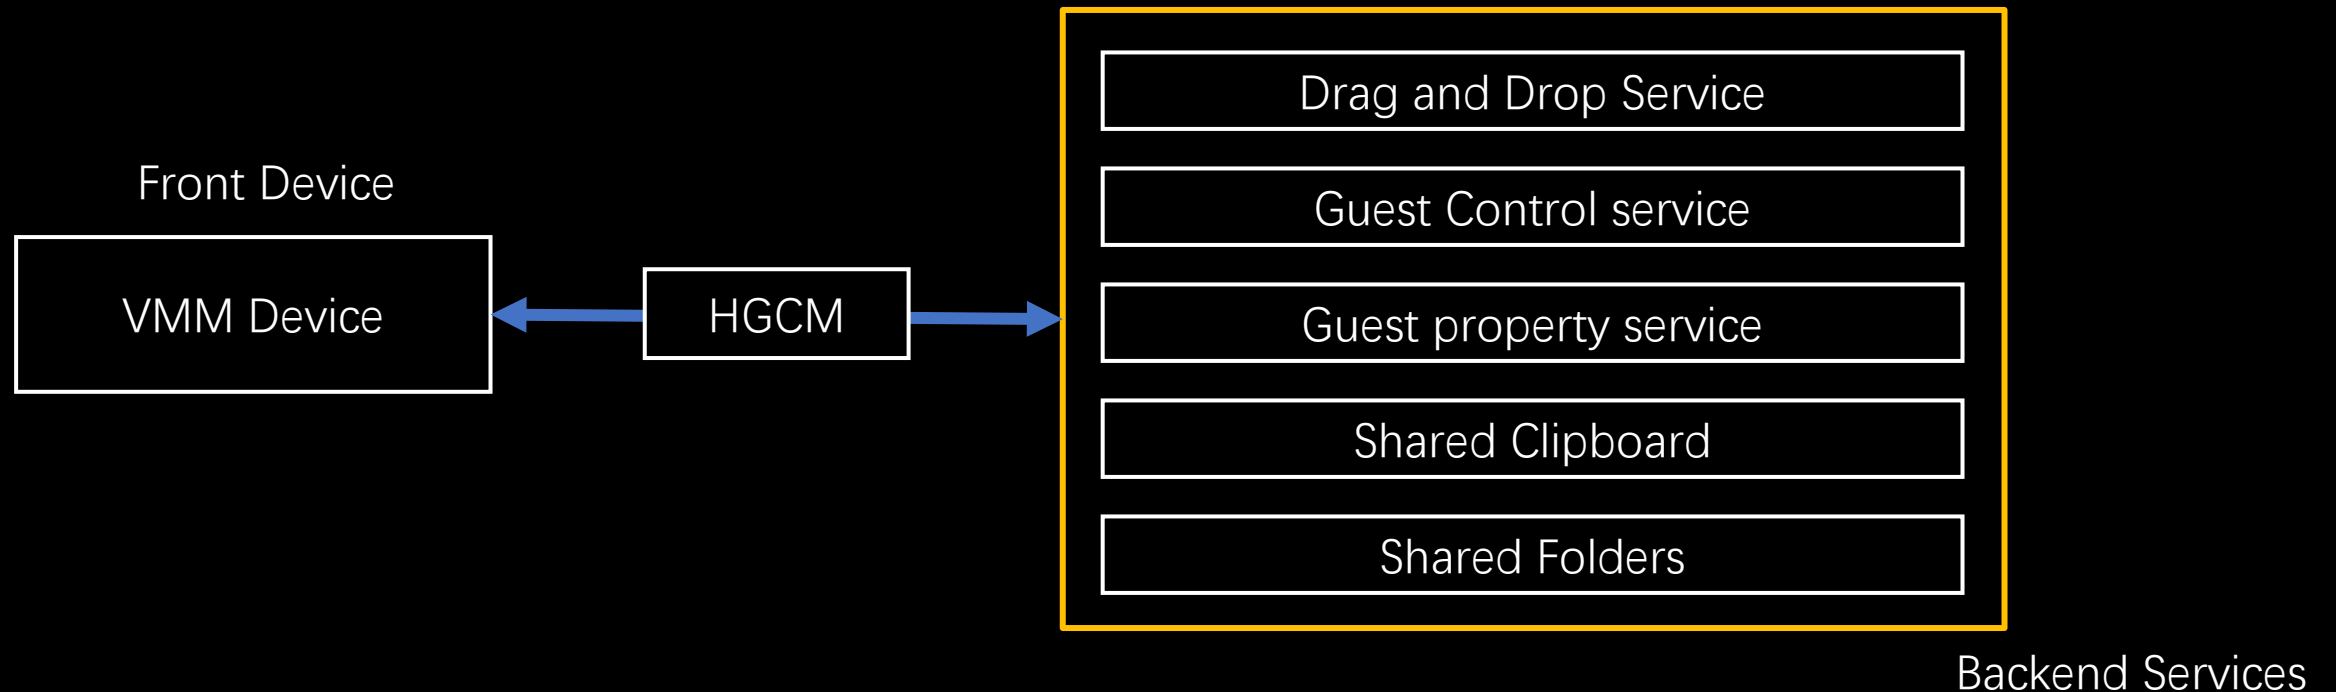 Front Device
VMM Device
HGCM
Drag and Drop Service
Guest Control service
Guest property service
Shared Clipboard
Shared Folders
Backend Services